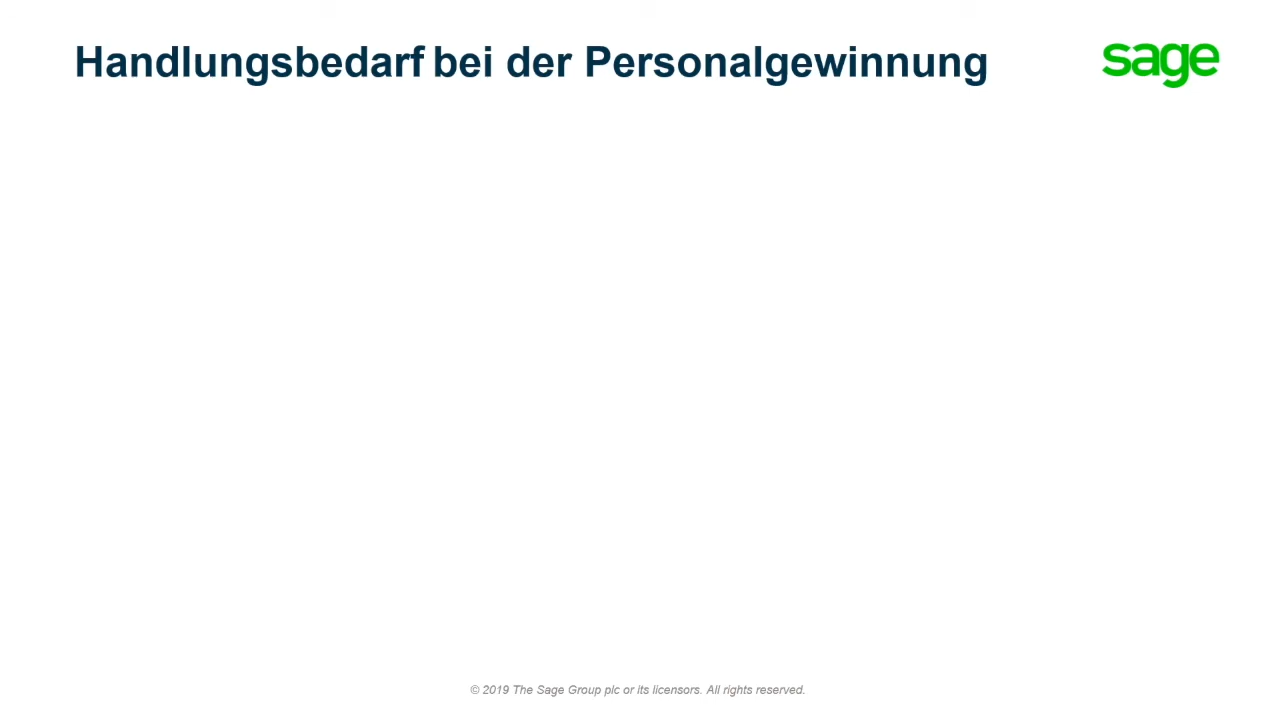 Handlungsbedarf bei der Personalgewinnung
sage
© 2019 The Sage Group plc or its licensors. All rights reserved.